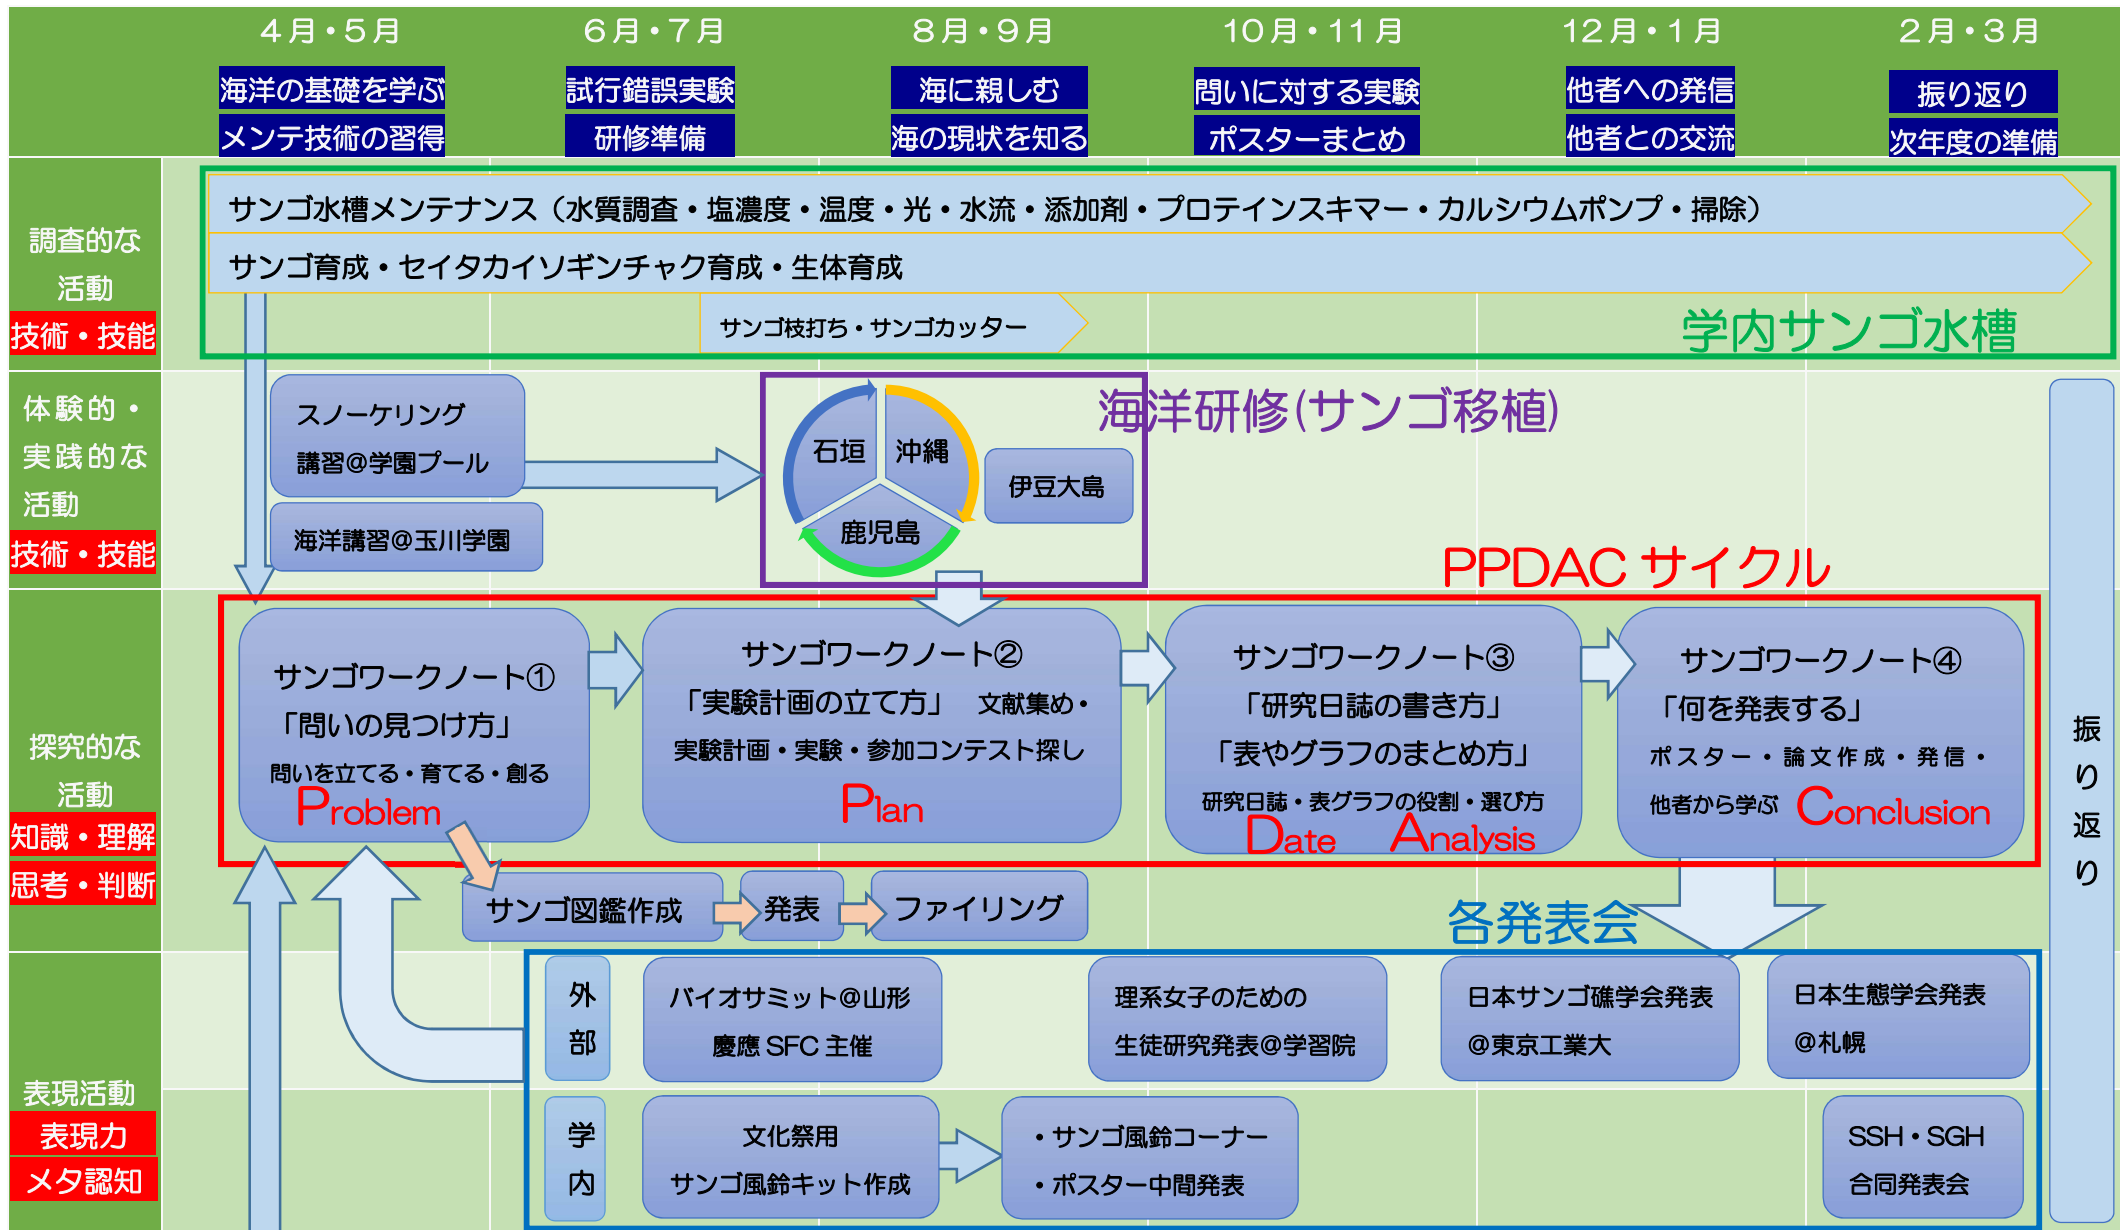 4月・5月
6月・7月
8月・9月
10月・11月
12月・1月
2月・3月
海洋の基礎を学ぶ
メンテ技術の習得
試行錯誤実験
研修準備
海に親しむ
海の現状を知る
問いに対する実験
ポスターまとめ
他者への発信
他者との交流
振り返り
次年度の準備
調査的な
活動
技術・技能
サンゴ水槽メンテナンス（水質調査・塩濃度・温度・光・水流・添加剤・プロテインスキマー・カルシウムポンプ・掃除）
サンゴ育成・セイタカイソギンチャク育成・生体育成
サンゴ枝打ち・サンゴカッター
学内サンゴ水槽
体験的・
実践的な
活動
技術・技能
スノーケリング
講習@学園プール
海洋講習@玉川学園
石垣
沖縄
鹿児島
伊豆大島
海洋研修(サンゴ移植)
PPDACサイクル
探究的な
活動
知識・理解
思考・判断
サンゴワークノート①
「問いの見つけ方」
問いを立てる・育てる・創る
Problem
サンゴワークノート②
「実験計画の立て方」 文献集め・
実験計画・実験・参加コンテスト探し
Plan
サンゴワークノート③
「研究日誌の書き方」
「表やグラフのまとめ方」
研究日誌・表グラフの役割・選び方
Date Analysis
サンゴワークノート④
「何を発表する」
ポスター・論文作成・発信・
他者から学ぶ
Conclusion
サンゴ図鑑作成
発表
ファイリング
各発表会
振り返り
表現活動
表現力
メタ認知
外部
バイオサミット@山形
慶應SFC主催
理系女子のための
生徒研究発表@学習院
日本サンゴ礁学会発表
@東京工業大
日本生態学会発表
@札幌
学内
文化祭用
サンゴ風鈴キット作成
・サンゴ風鈴コーナー
・ポスター中間発表
SSH・SGH
合同発表会